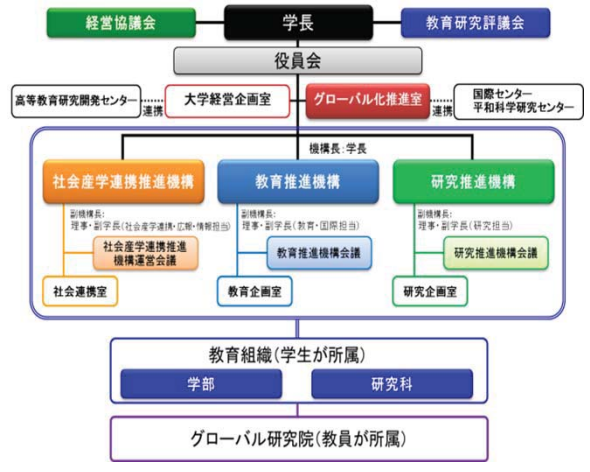 経営協議会
学長
教育研究評議会
役員会
高等教育研究開発センター
連携
大学経営企画室
グローバル化推進室
連携
国際センター
平和科学研究センター
機構長:学長
社会産学連携推進機構
教育推進機構
研究推進機構
副機構長:
理事・副学長(社会産学連携・広報・情報担当)
副機構長:
理事・副学長(教育・国際担当)
副機構長:
理事・副学長(研究担当)
社会産学連携推進
機構運営会議
教育推進機構会議
研究推進機構会議
社会連携室
教育企画室
研究企画室
教育組織(学生が所属)
学部
研究科
グローバル研究院(教員が所属)